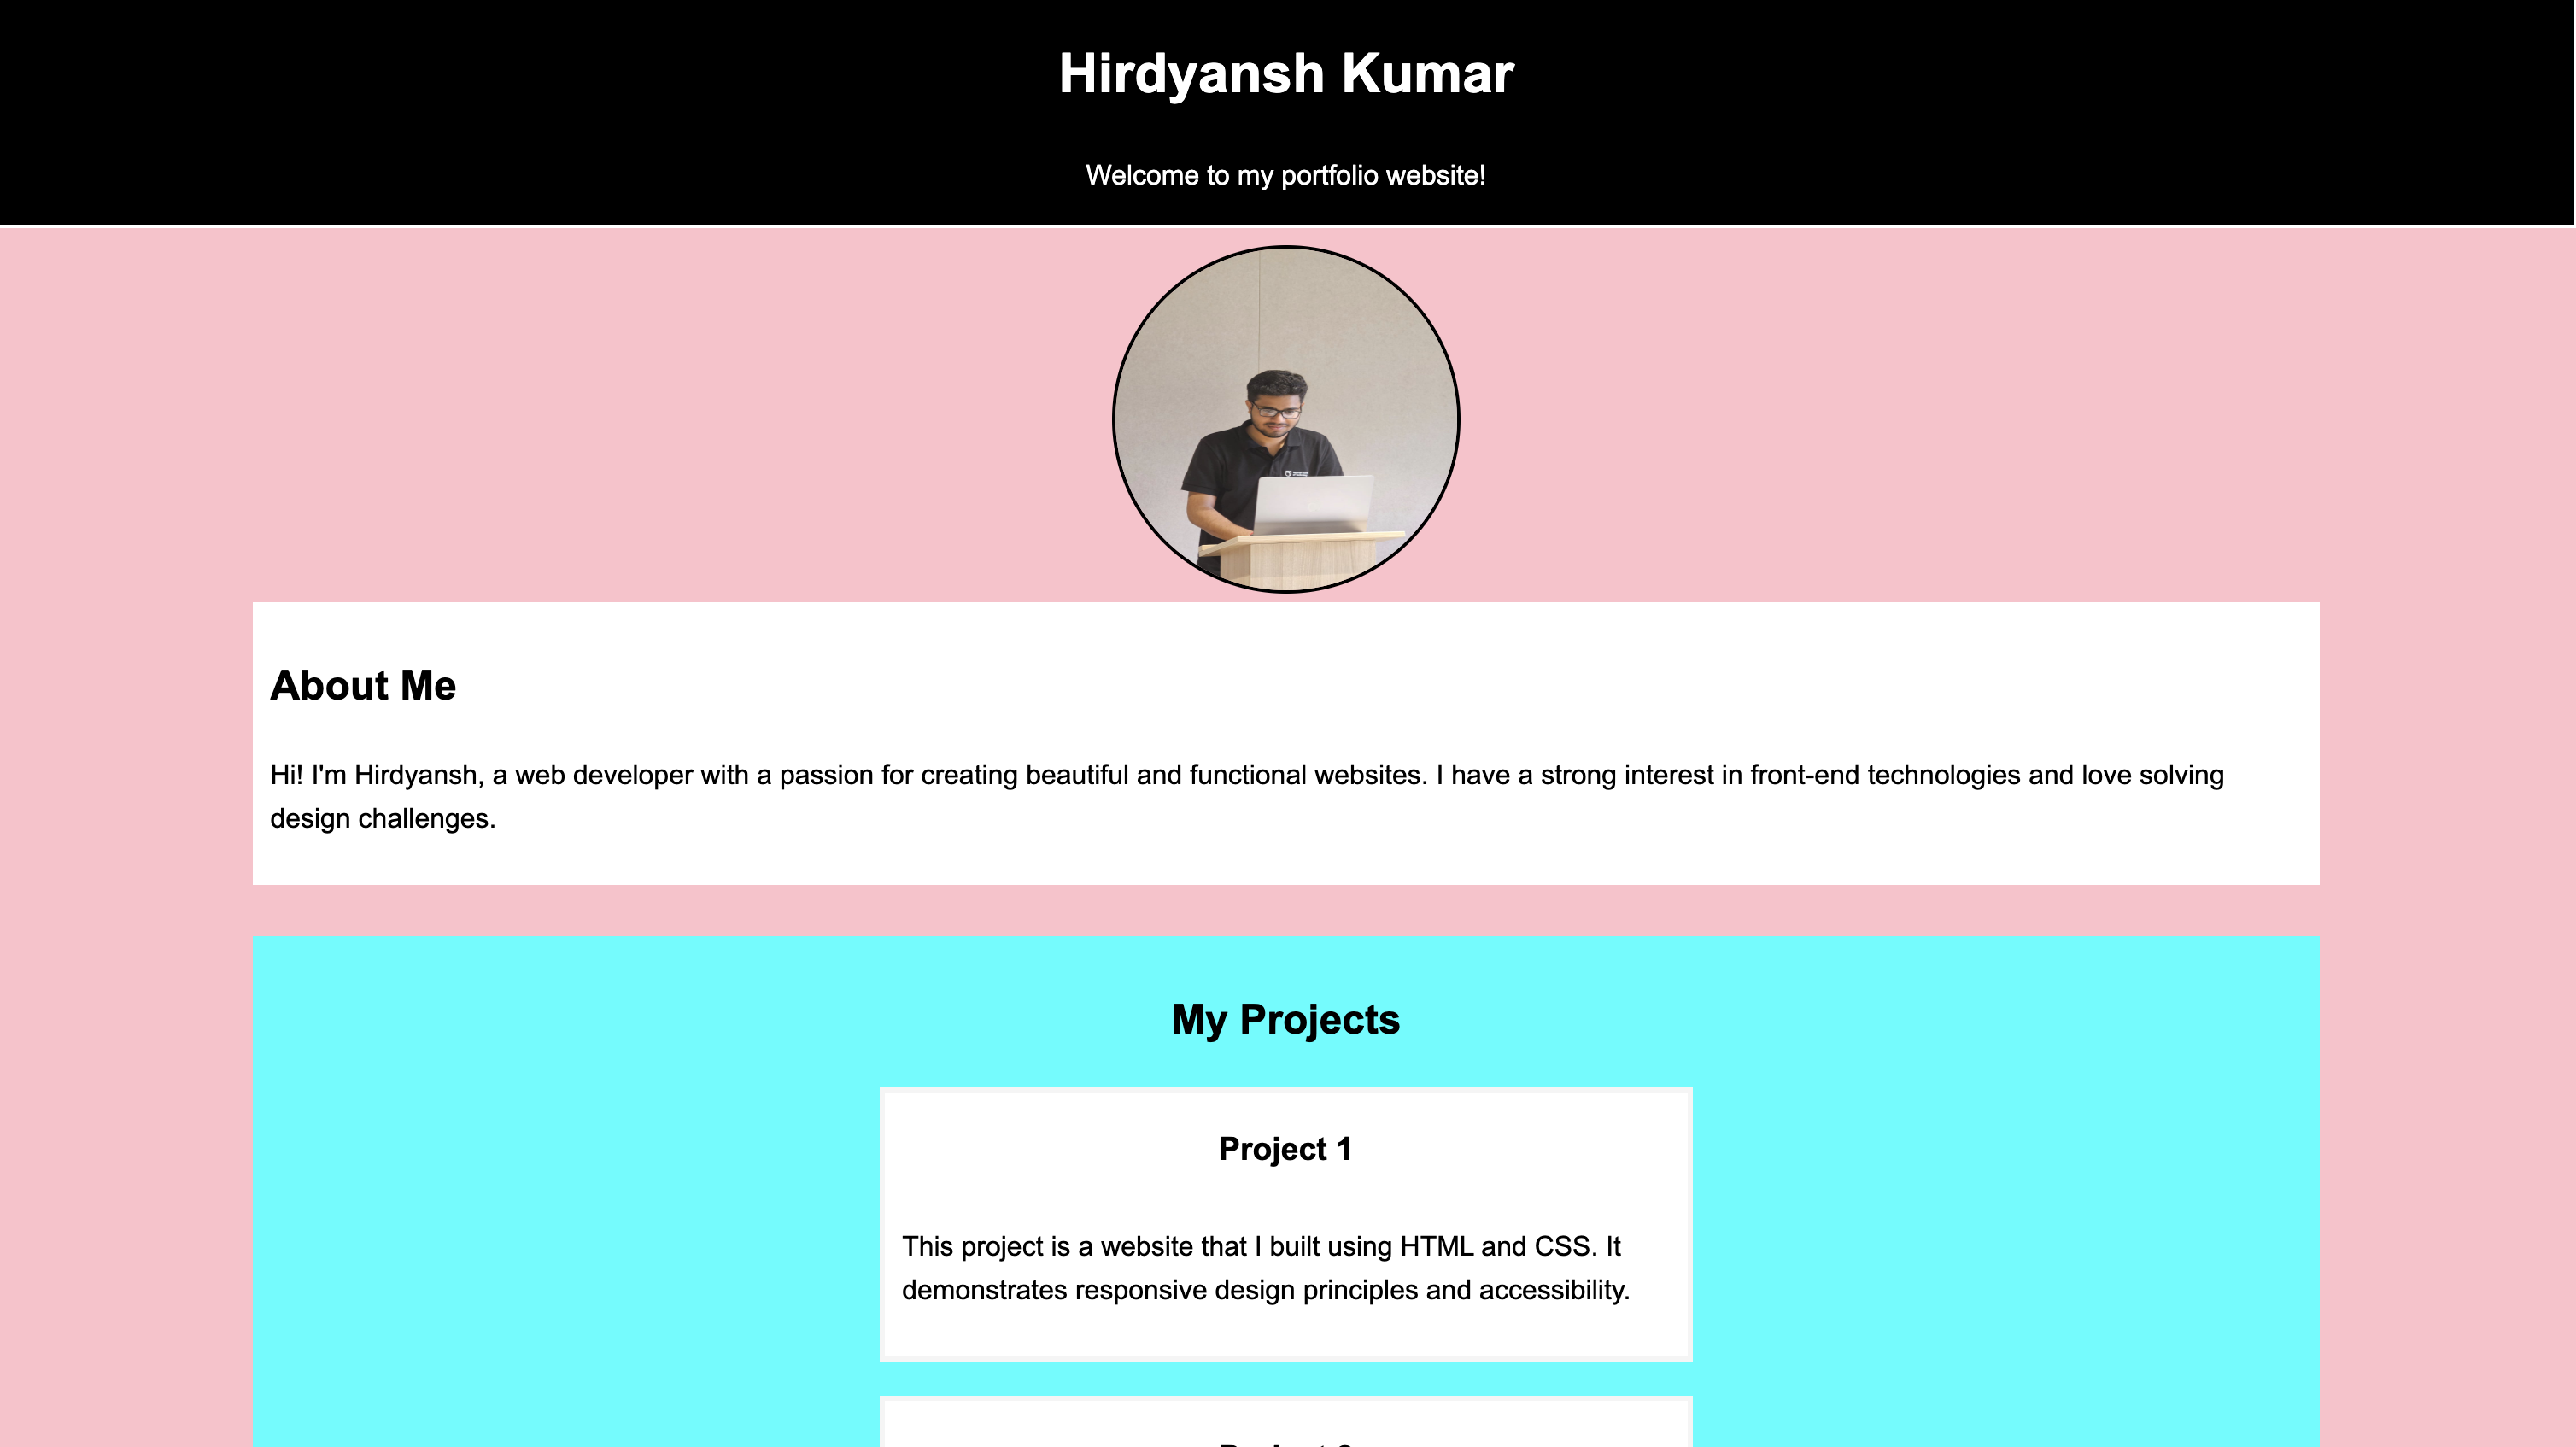 Hirdyansh Kumar
Welcome to my portfolio website!
About Me
Hi! I'm Hirdyansh, a web developer with a passion for creating beautiful and functional websites. I have a strong interest in front-end technologies and love solving
design challenges.
My Projects
Project 1
This project is a website that I built using HTML and CSS. It
demonstrates responsive design principles and accessibility.